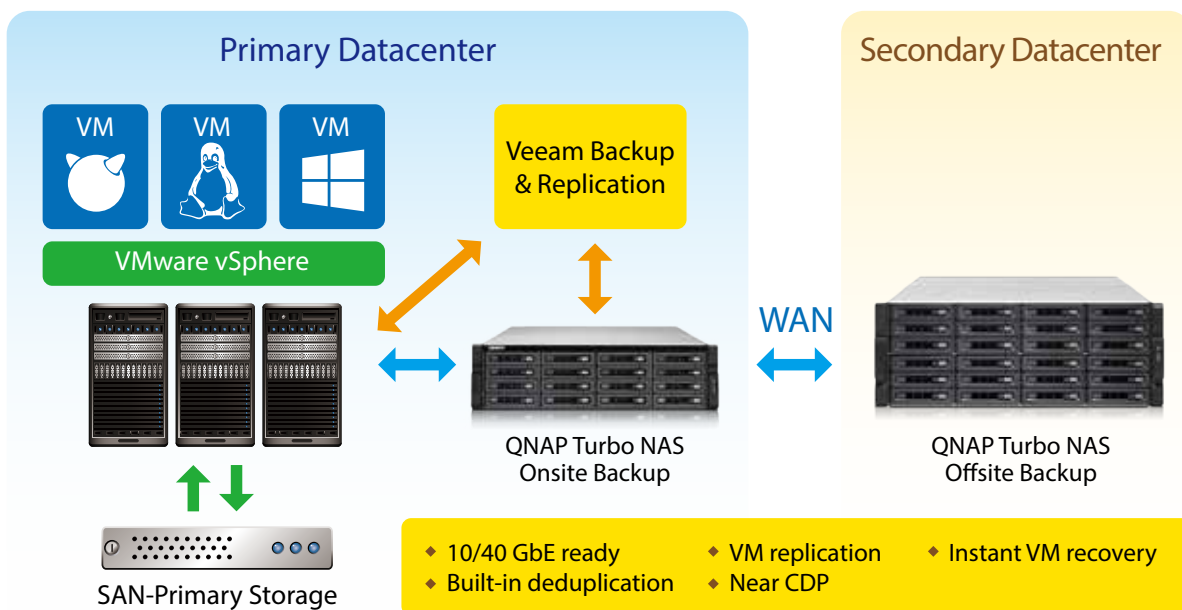 Primary Datacenter
Secondary Datacenter
VM
VM
VM
Veeam Backup
& Replication
VMware vSphere
WAN
QNAP Turbo NAS
Onsite Backup
QNAP Turbo NAS
Offsite Backup
SAN-Primary Storage
10/40 GbE ready
VM replication
Instant VM recovery
Built-in deduplication
Near CDP